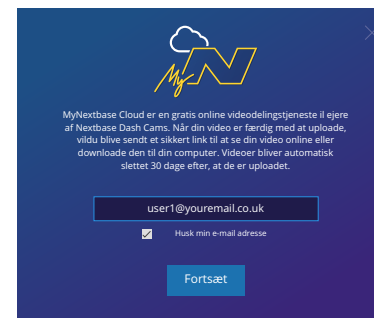 My N
MyNextbase Cloud er en gratis online videodelingstjeneste il ejere
af Nextbase Dash Cams. Når din video er færdig med at uploade,
vildu blive sendt et sikkert link til at se din video online eller
downloade den til din computer. Videoer bliver automatisk
slettet 30 dage efter, at de er uploadet.
user1@youremail.co.uk
Husk min e-mail adresse
Fortsæt